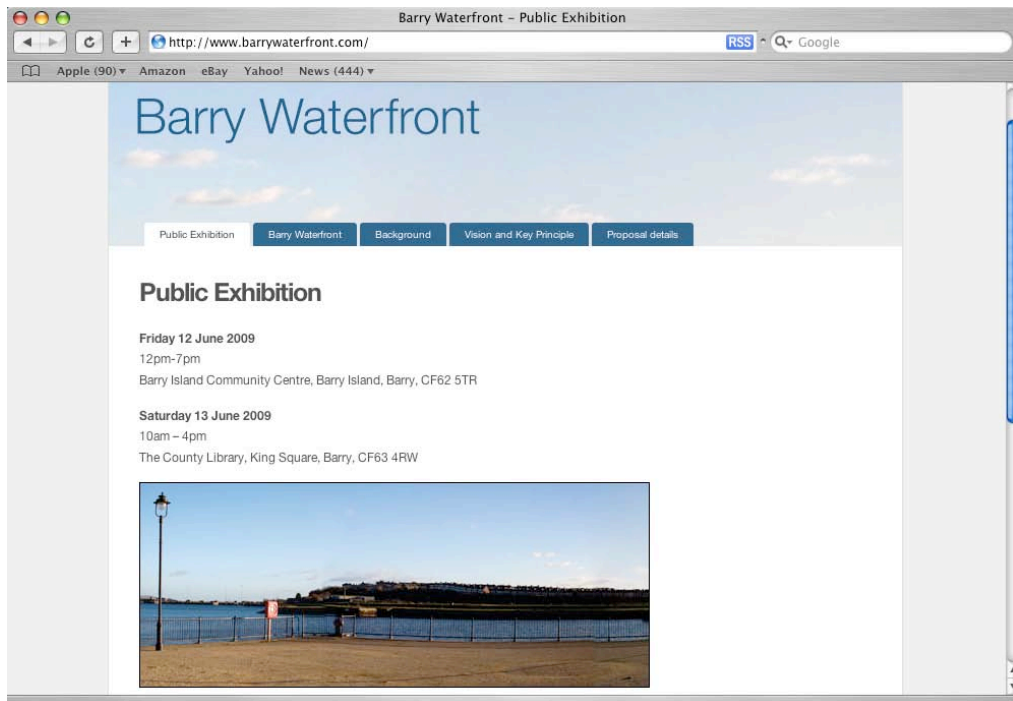 Barry Waterfront – Public Exhibition
http://www.barrywaterfront.com/
RSS
Google
Apple (90)
Amazon
eBay
Yahoo!
News (444)
Barry Waterfront
Public Exhibition
Barry Waterfront
Background
Vision and Key Principle
Proposal details
Public Exhibition
Friday 12 June 2009
12pm-7pm
Barry Island Community Centre, Barry Island, Barry, CF62 5TR
Saturday 13 June 2009
10am – 4pm
The County Library, King Square, Barry, CF63 4RW